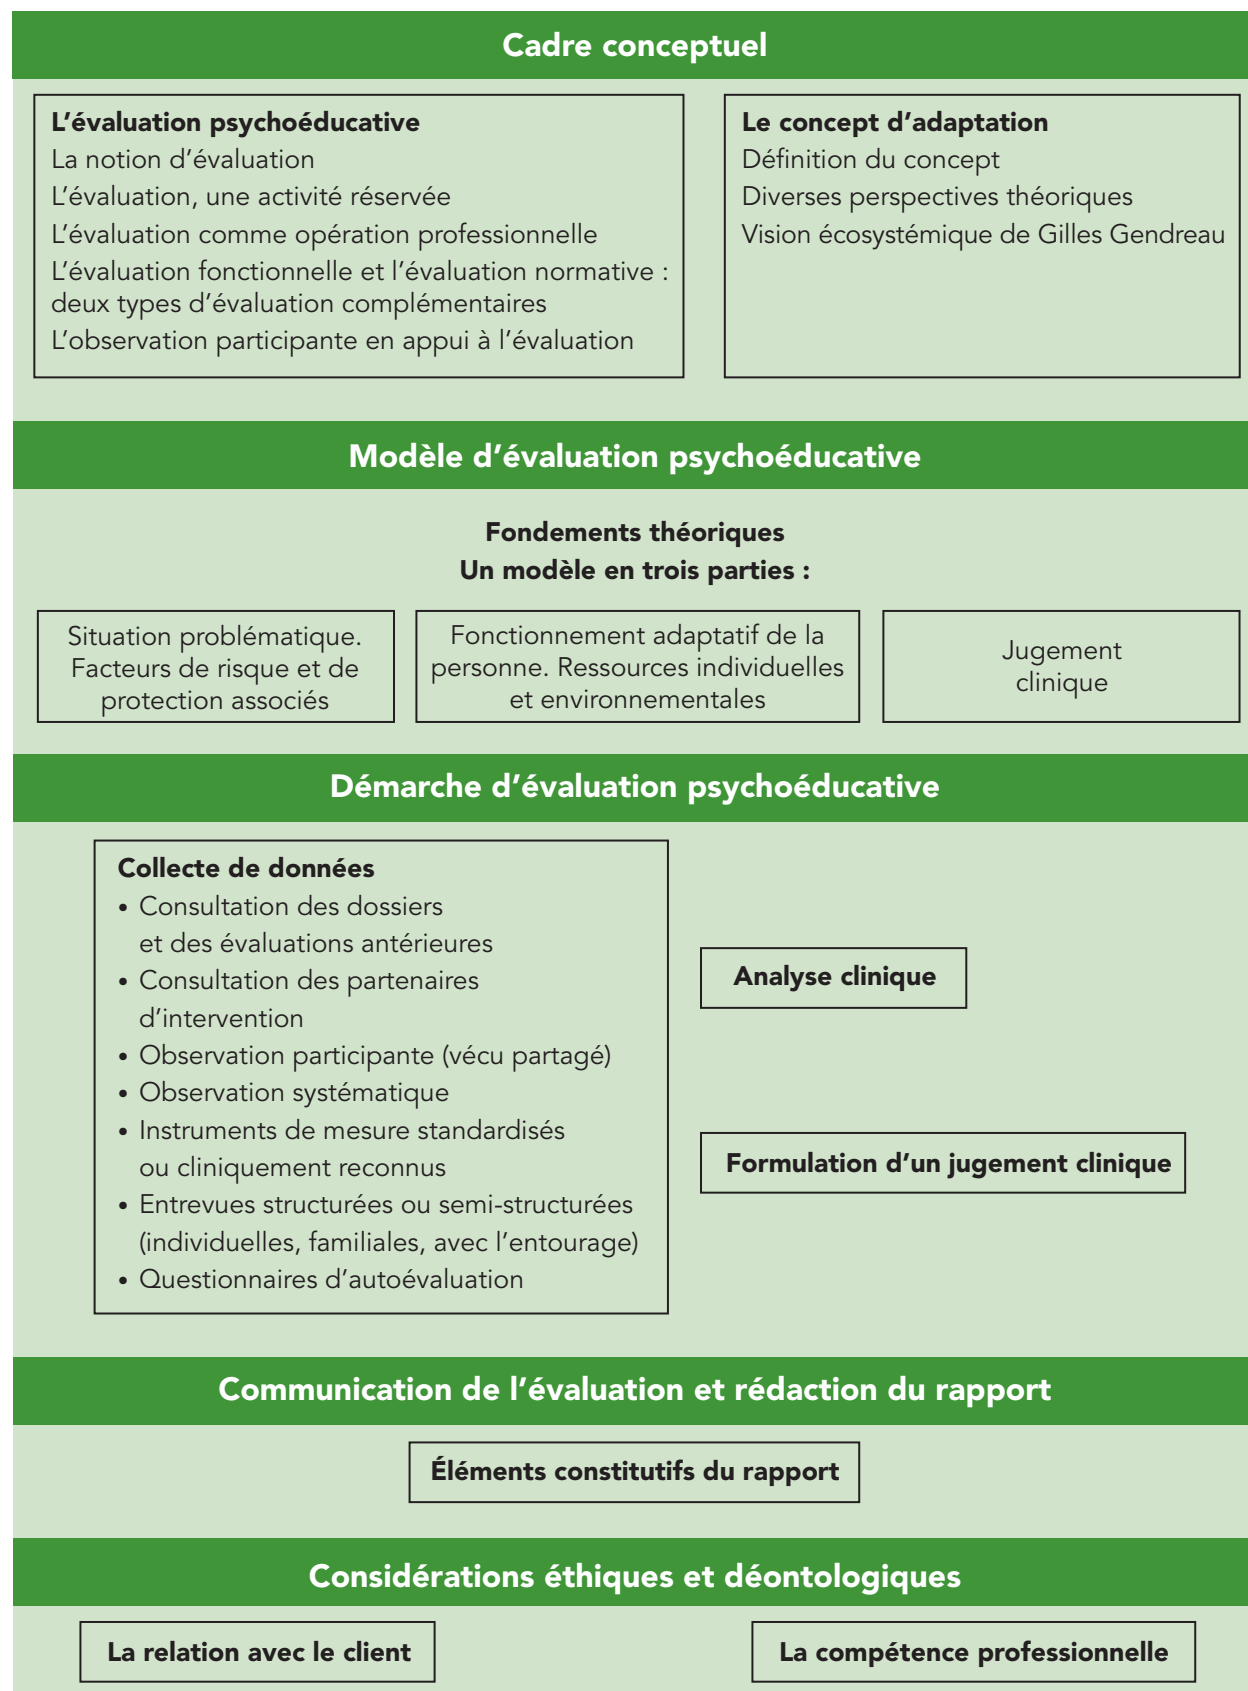 Cadre conceptuel
L’évaluation psychoéducative
La notion d’évaluation
L’évaluation, une activité réservée
L’évaluation comme opération professionnelle
L’évaluation fonctionnelle et l’évaluation normative :
deux types d’évaluation complémentaires
L’observation participante en appui à l’évaluation
Le concept d’adaptation
Définition du concept
Diverses perspectives théoriques
Vision écosystémique de Gilles Gendreau
Modèle d’évaluation psychoéducative
Fondements théoriques
Un modèle en trois parties :
Situation problématique.
Facteurs de risque et de
protection associés
Fonctionnement adaptatif de la
personne. Ressources individuelles
et environnementales
Jugement
clinique
Démarche d’évaluation psychoéducative
Collecte de données
• Consultation des dossiers
et des évaluations antérieures
• Consultation des partenaires
d’intervention
• Observation participante (vécu partagé)
• Observation systématique
• Instruments de mesure standardisés
ou cliniquement reconnus
• Entrevues structurées ou semi-structurées
(individuelles, familiales, avec l’entourage)
• Questionnaires d’autoévaluation
Analyse clinique
Formulation d’un jugement clinique
Communication de l’évaluation et rédaction du rapport
Éléments constitutifs du rapport
Considérations éthiques et déontologiques
La relation avec le client
La compétence professionnelle